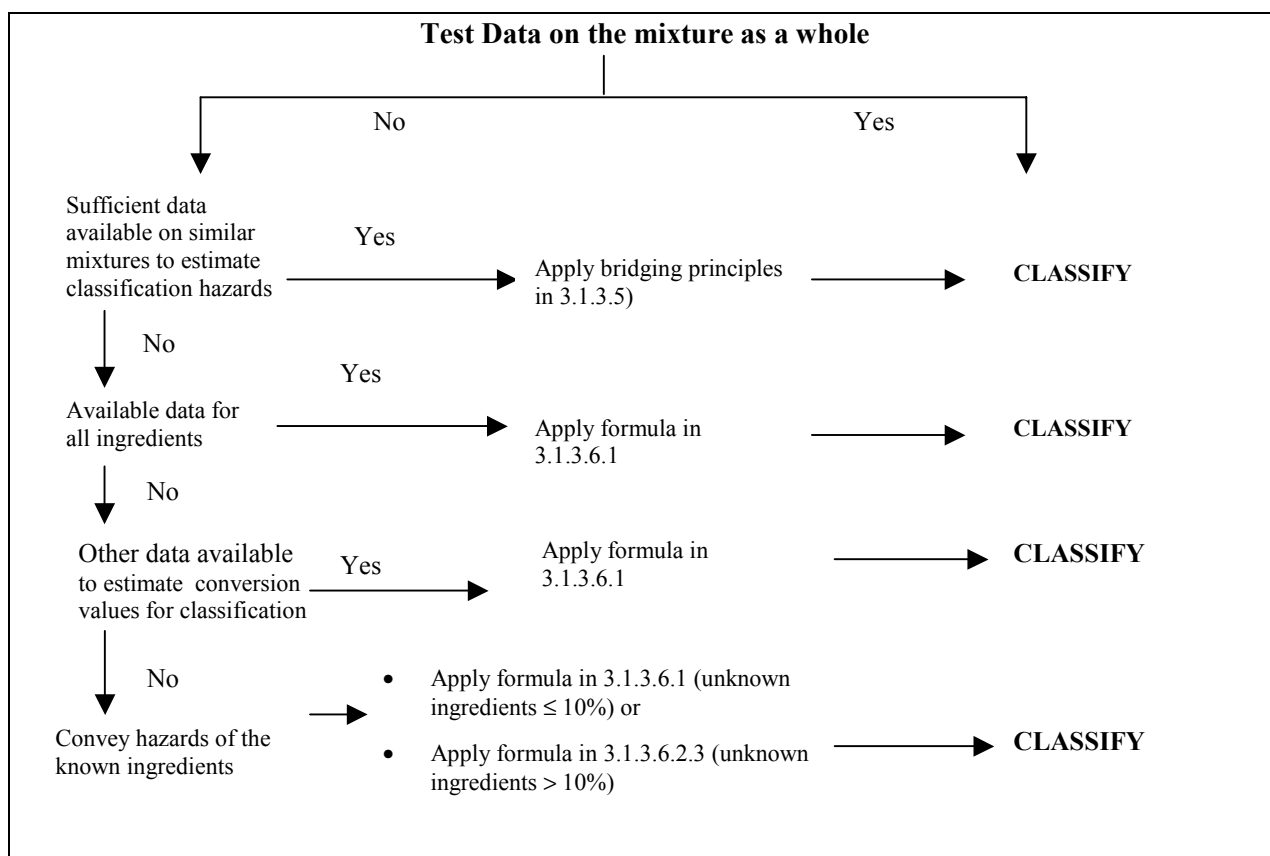 Test Data on the mixture as a whole
No
Yes
Sufficient data
available on similar
mixtures to estimate
classification hazards
Yes
Apply bridging principles
in 3.1.3.5)
CLASSIFY
No
Available data for
all ingredients
Yes
Apply formula in
3.1.3.6.1
CLASSIFY
No
Other data available
to estimate conversion
values for classification
Yes
Apply formula in
3.1.3.6.1
CLASSIFY
No
Convey hazards of the
known ingredients
• Apply formula in 3.1.3.6.1 (unknown
ingredients ≤ 10%) or
• Apply formula in 3.1.3.6.2.3 (unknown
ingredients > 10%)
CLASSIFY